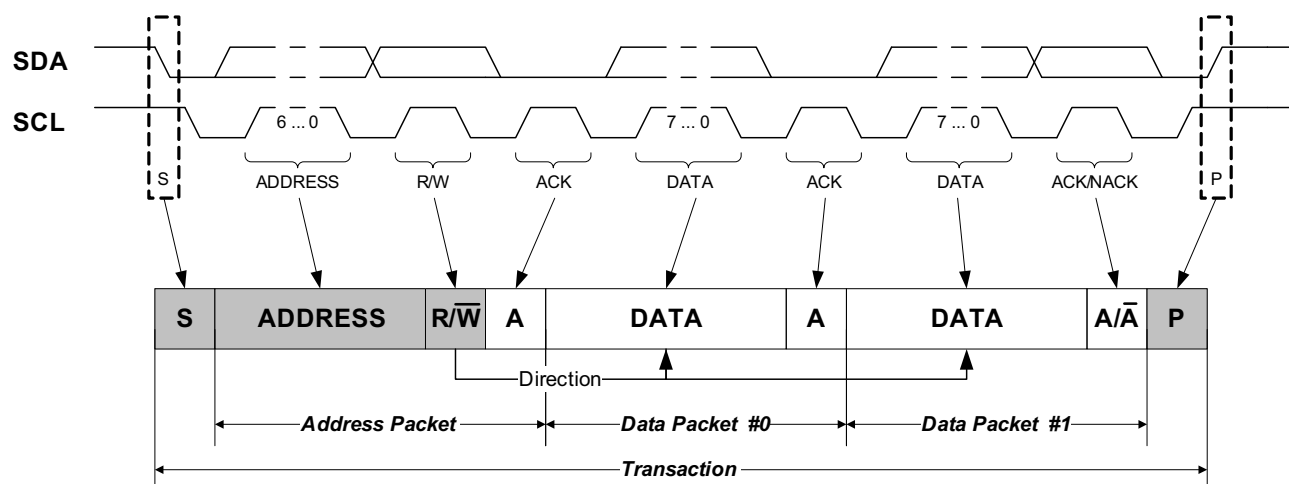 SDA
SCL
6 ... 0
7 ... 0
7 ... 0
S
ADDRESS
R/W
ACK
DATA
ACK
DATA
ACK/NACK
P
S
ADDRESS
R/W̅
A
DATA
A
DATA
A/A̅
P
Direction
Address Packet
Data Packet #0
Data Packet #1
Transaction